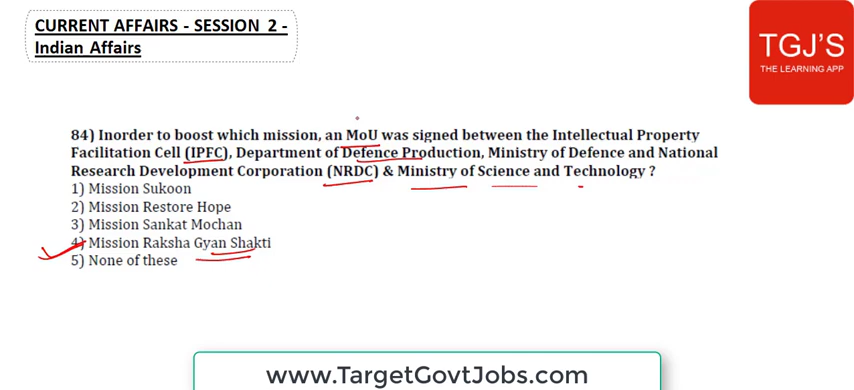 CURRENT AFFAIRS - SESSION 2 -
Indian Affairs
TGJ'S
THE LEARNING APP
84) Inorder to boost which mission, an MoU was signed between the Intellectual Property
Facilitation Cell (IPFC), Department of Defence Production, Ministry of Defence and National
Research Development Corporation (NRDC) & Ministry of Science and Technology ?
1) Mission Sukoon
2) Mission Restore Hope
3) Mission Sankat Mochan
4) Mission Raksha Gyan Shakti
5) None of these
www.TargetGovtJobs.com